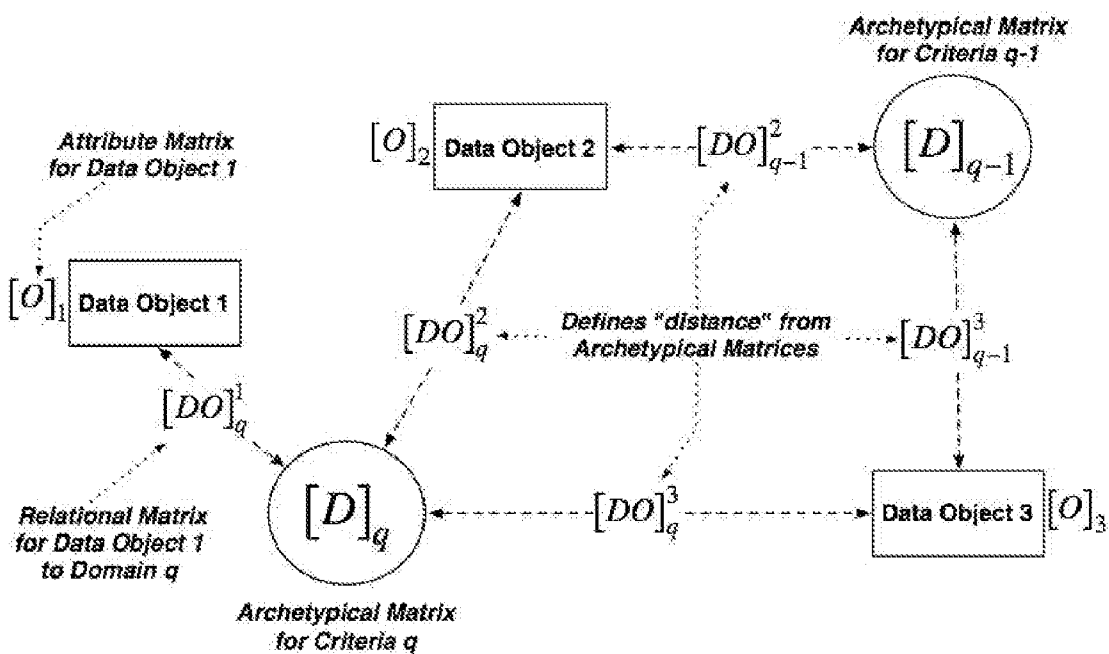 Archetypical Matrix
for Criteria q-1
[D]q-1
Attribute Matrix
for Data Object 1
[O]2 Data Object 2
[DO]2q-1
[O]1 Data Object 1
[DO]2q
Defines "distance" from
Archetypical Matrices
[DO]3q-1
[DO]1q
[D]q
[DO]3q
Data Object 3 [O]3
Relational Matrix
for Data Object 1
to Domain q
Archetypical Matrix
for Criteria q